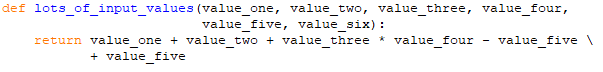 def lots_of_input_values(value_one, value_two, value_three, value_four,
value_five, value_six):
return value_one + value_two + value_three * value_four - value_five \
+ value_five